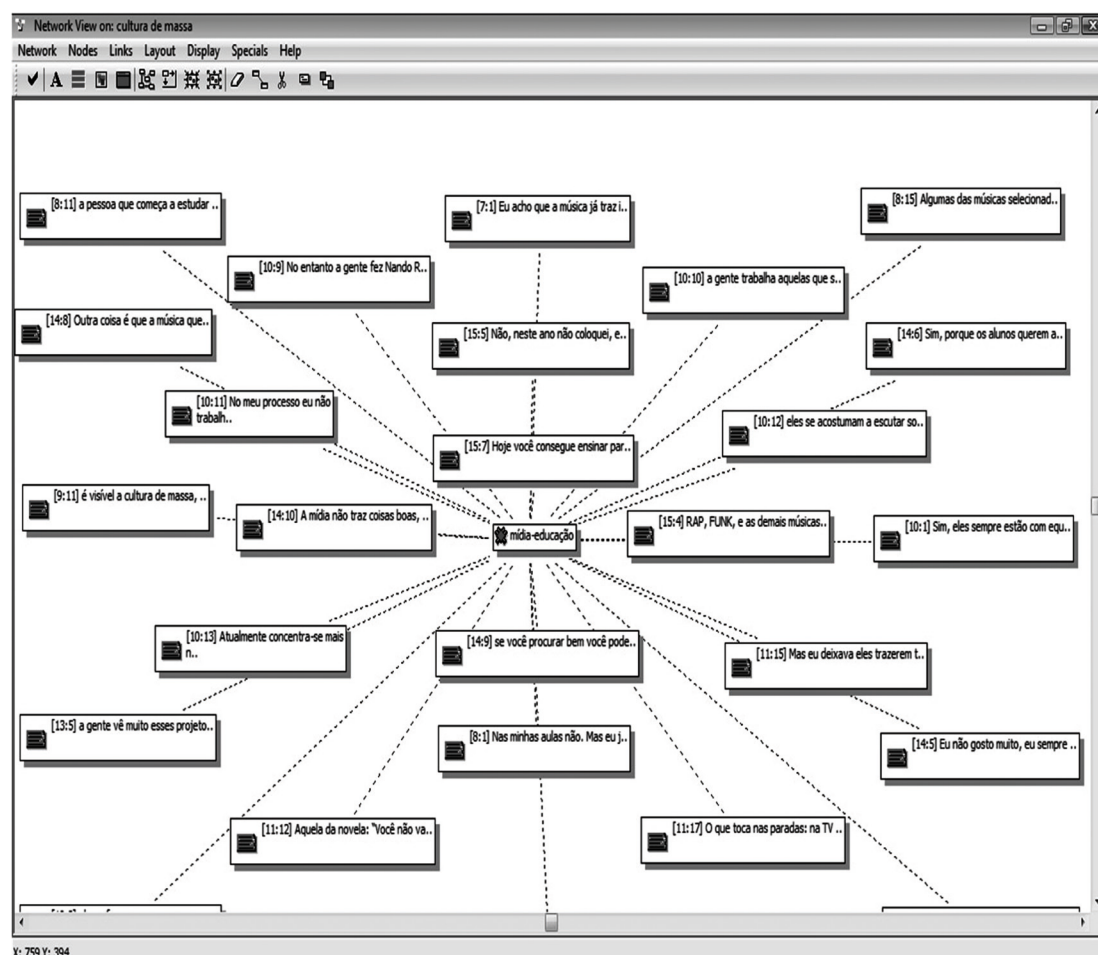 Network View on: cultura de massa
Network Nodes Links Layout Display Specials Help
A
[8:11] a pessoa que começa a estudar ..
[7:1] Eu acho que a música já traz i..
[8:15] Algumas das músicas selecionad..
[10:9] No entanto a gente fez Nando R..
[10:10] a gente trabalha aquelas que s..
[14:8] Outra coisa é que a música que..
[15:5] Não, neste ano não coloquei, e..
[14:6] Sim, porque os alunos querem a..
[10:11] No meu processo eu não
trabalh..
[10:12] eles se acostumam a escutar so..
[15:7] Hoje você consegue ensinar par..
[9:11] é visível a cultura de massa, ..
[14:10] A mídia não traz coisas boas, ..
mídia-educação
[15:4] RAP, FUNK, e as demais músicas..
[10:1] Sim, eles sempre estão com equ..
[10:13] Atualmente concentra-se mais
n..
[14:9] se você procurar bem você pode..
[11:15] Mas eu deixava eles trazerem t..
[13:5] a gente vê muito esses projeto..
[8:1] Nas minhas aulas não. Mas eu j..
[14:5] Eu não gosto muito, eu sempre ..
[11:12] Aquela da novela: "Você não va..
[11:17] O que toca nas paradas: na TV ..
X: 759 Y: 394